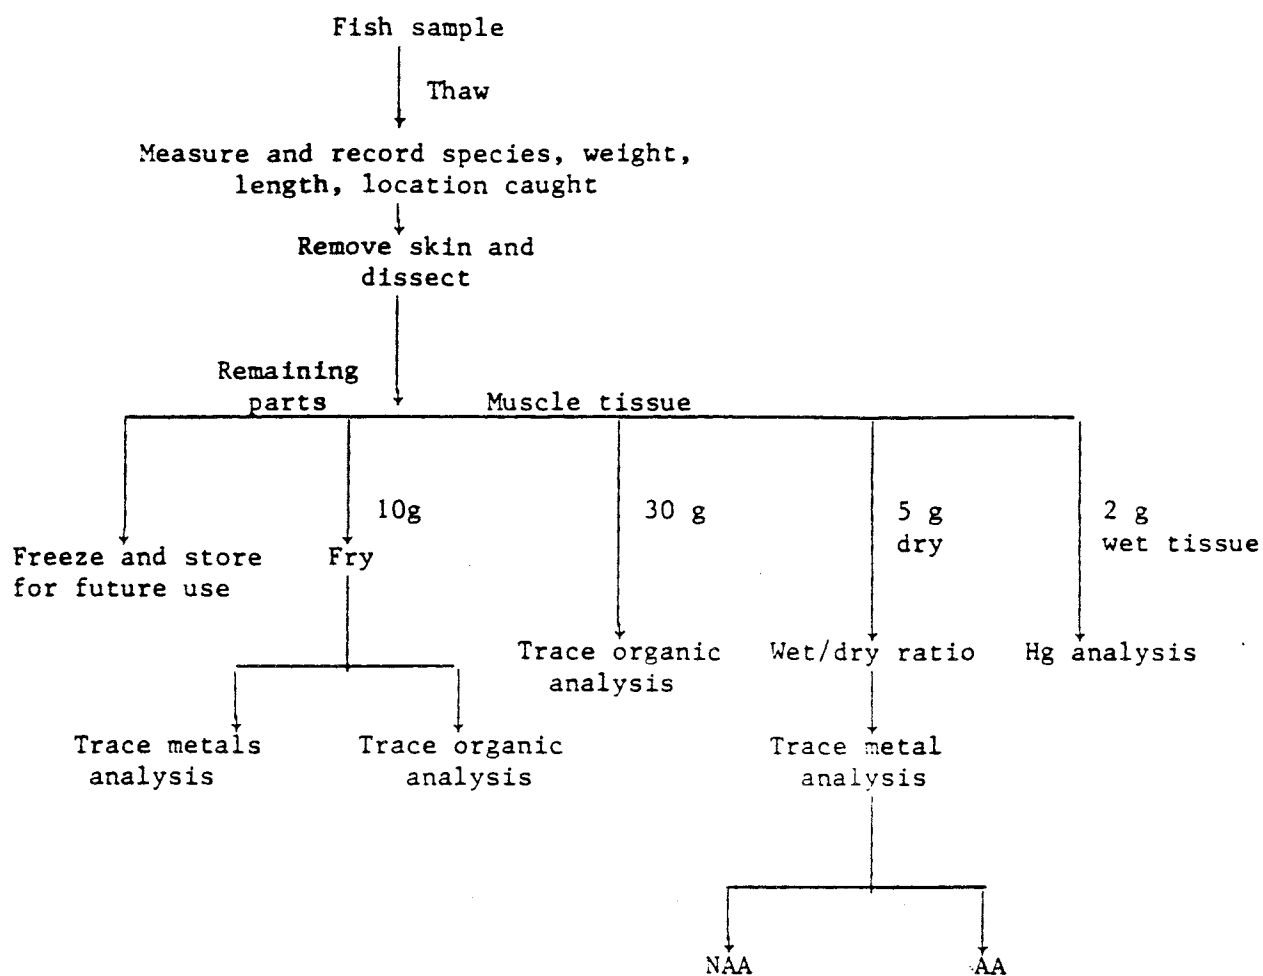 Fish sample
Thaw
Measure and record species, weight,
length, location caught
Remove skin and
dissect
Remaining
parts
Muscle tissue
10g
30 g
5 g
dry
2 g
wet tissue
Freeze and store
for future use
Fry
Trace organic
analysis
Wet/dry ratio
Hg analysis
Trace metals
analysis
Trace organic
analysis
Trace metal
analysis
NAA
AA